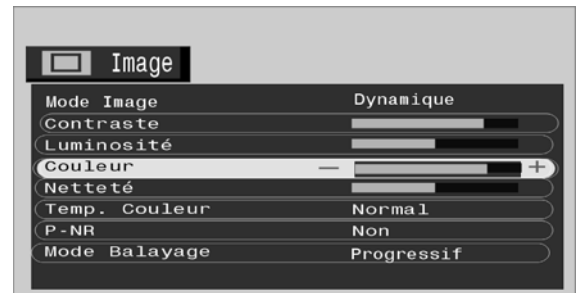 Image
Mode Image Dynamique
Contraste
Luminosité
Couleur — +
Netteté
Temp. Couleur Normal
P-NR Non
Mode Balayage Progressif